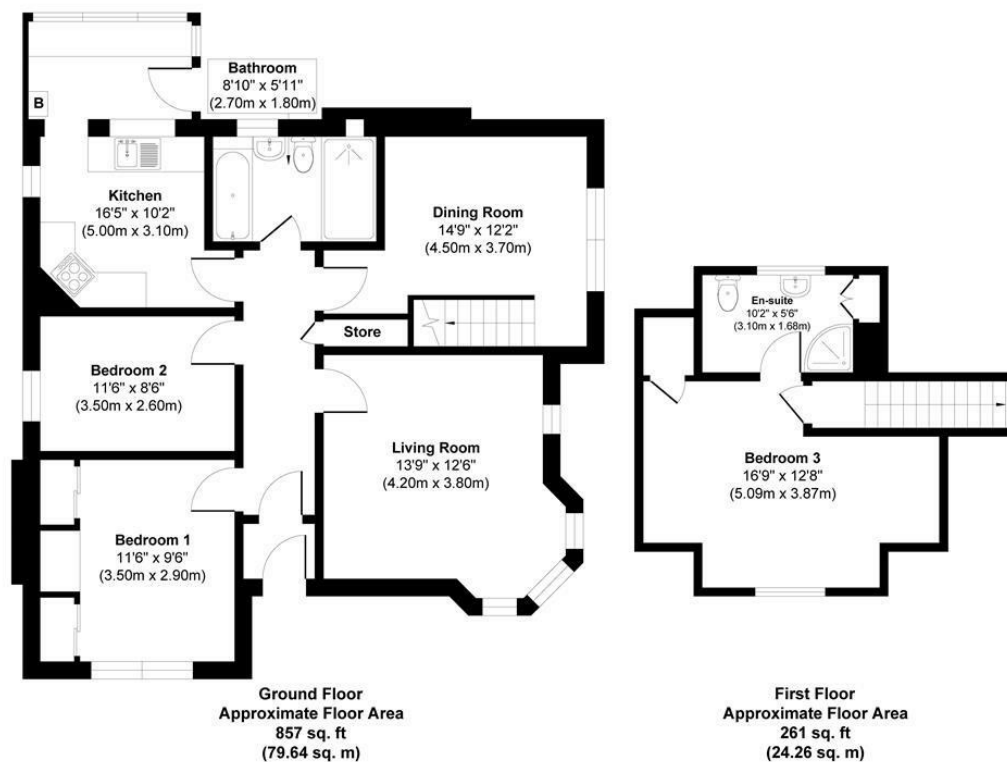 Bathroom
8'10" x 5'11"
(2.70m x 1.80m)
B
Kitchen
16'5" x 10'2"
(5.00m x 3.10m)
Dining Room
14'9" x 12'2"
(4.50m x 3.70m)
Store
Bedroom 2
11'6" x 8'6"
(3.50m x 2.60m)
Living Room
13'9" x 12'6"
(4.20m x 3.80m)
Bedroom 1
11'6" x 9'6"
(3.50m x 2.90m)
Ground Floor
Approximate Floor Area
857 sq. ft
(79.64 sq. m)
En-suite
10'2" x 5'6"
(3.10m x 1.68m)
Bedroom 3
16'9" x 12'8"
(5.09m x 3.87m)
First Floor
Approximate Floor Area
261 sq. ft
(24.26 sq. m)